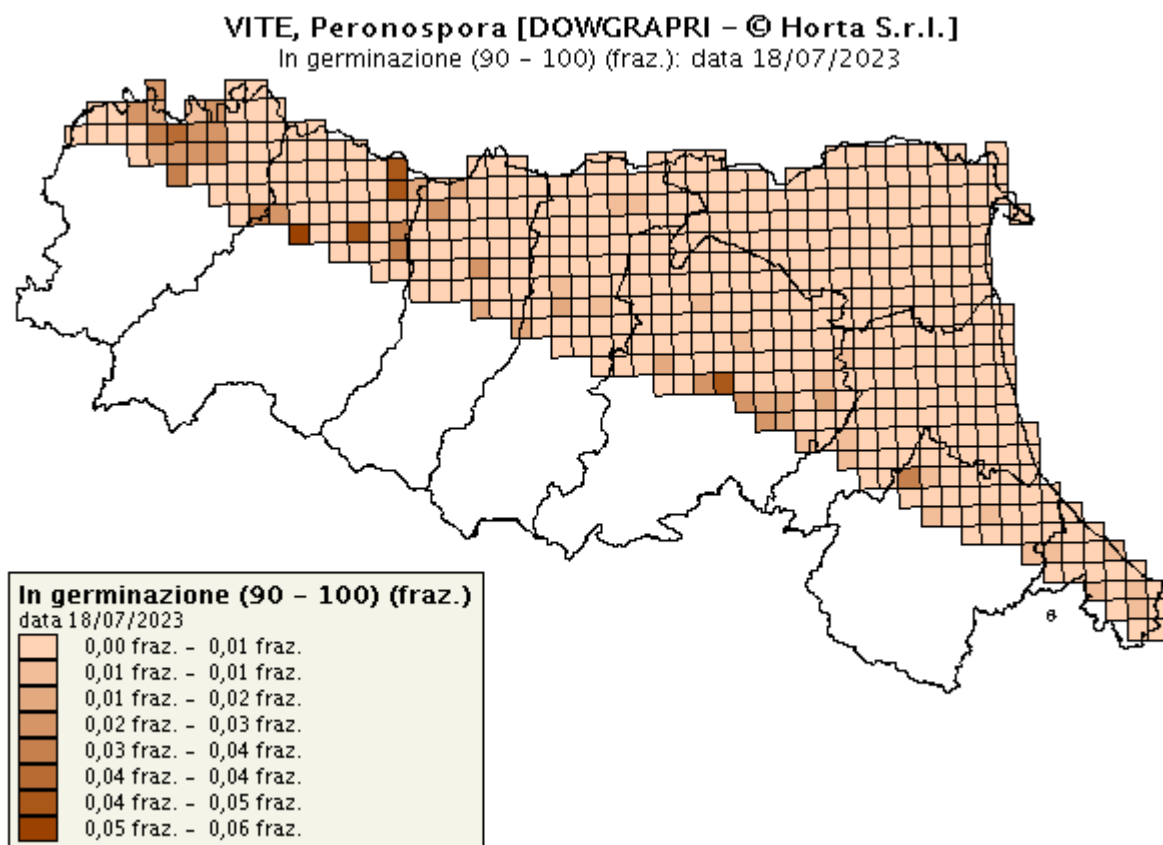 VITE, Peronospora [DOWGRAPRI – © Horta S.r.l.]
In germinazione (90 – 100) (fraz.): data 18/07/2023
In germinazione (90 – 100) (fraz.)
data 18/07/2023
0,00 fraz. – 0,01 fraz.
0,01 fraz. – 0,01 fraz.
0,01 fraz. – 0,02 fraz.
0,02 fraz. – 0,03 fraz.
0,03 fraz. – 0,04 fraz.
0,04 fraz. – 0,04 fraz.
0,04 fraz. – 0,05 fraz.
0,05 fraz. – 0,06 fraz.